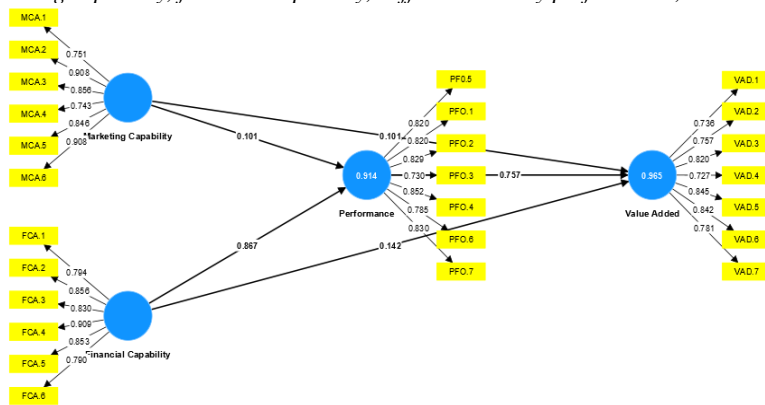 MCA.1
MCA.2
MCA.3
MCA.4
MCA.5
MCA.6
0.751
0.908
0.856
0.743
0.846
0.908
Marketing Capability
FCA.1
FCA.2
FCA.3
FCA.4
FCA.5
FCA.6
0.794
0.856
0.830
0.909
0.853
0.790
Financial Capability
0.101
0.101
0.867
0.142
0.914
Performance
0.820
0.820
0.829
0.730
0.852
0.785
0.830
PF0.5
PFO.1
PFO.2
PFO.3
PFO.4
PFO.6
PFO.7
0.757
0.965
Value Added
0.736
0.757
0.820
0.727
0.845
0.842
0.781
VAD.1
VAD.2
VAD.3
VAD.4
VAD.5
VAD.6
VAD.7